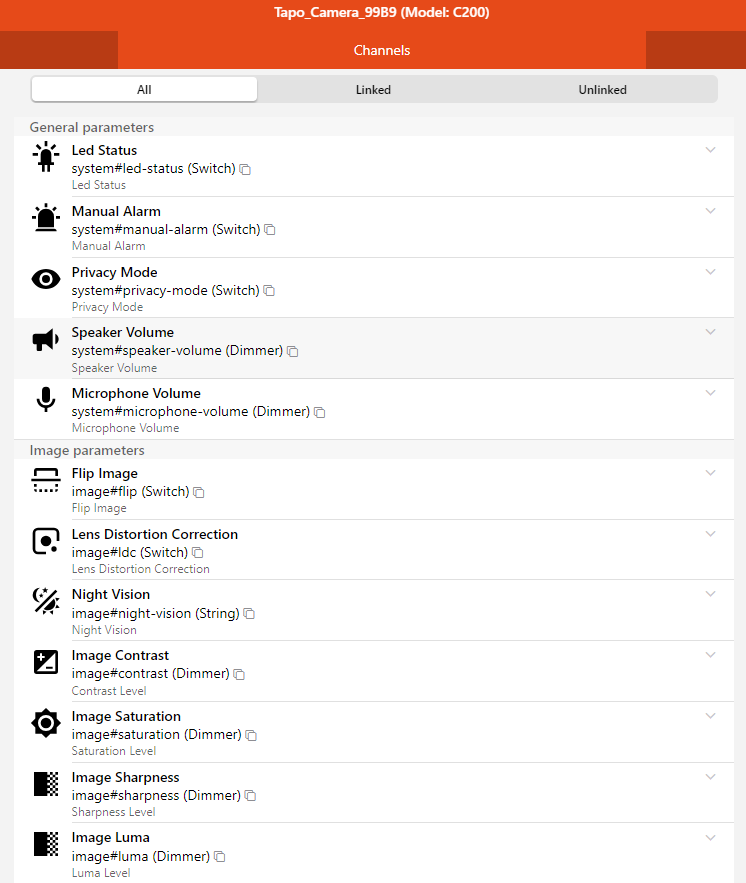 Tapo_Camera_99B9 (Model: C200)
Channels
All
Linked
Unlinked
General parameters
Led Status
system#led-status (Switch)
Led Status
Manual Alarm
system#manual-alarm (Switch)
Manual Alarm
Privacy Mode
system#privacy-mode (Switch)
Privacy Mode
Speaker Volume
system#speaker-volume (Dimmer)
Speaker Volume
Microphone Volume
system#microphone-volume (Dimmer)
Microphone Volume
Image parameters
Flip Image
image#flip (Switch)
Flip Image
Lens Distortion Correction
image#ldc (Switch)
Lens Distortion Correction
Night Vision
image#night-vision (String)
Night Vision
Image Contrast
image#contrast (Dimmer)
Contrast Level
Image Saturation
image#saturation (Dimmer)
Saturation Level
Image Sharpness
image#sharpness (Dimmer)
Sharpness Level
Image Luma
image#luma (Dimmer)
Luma Level